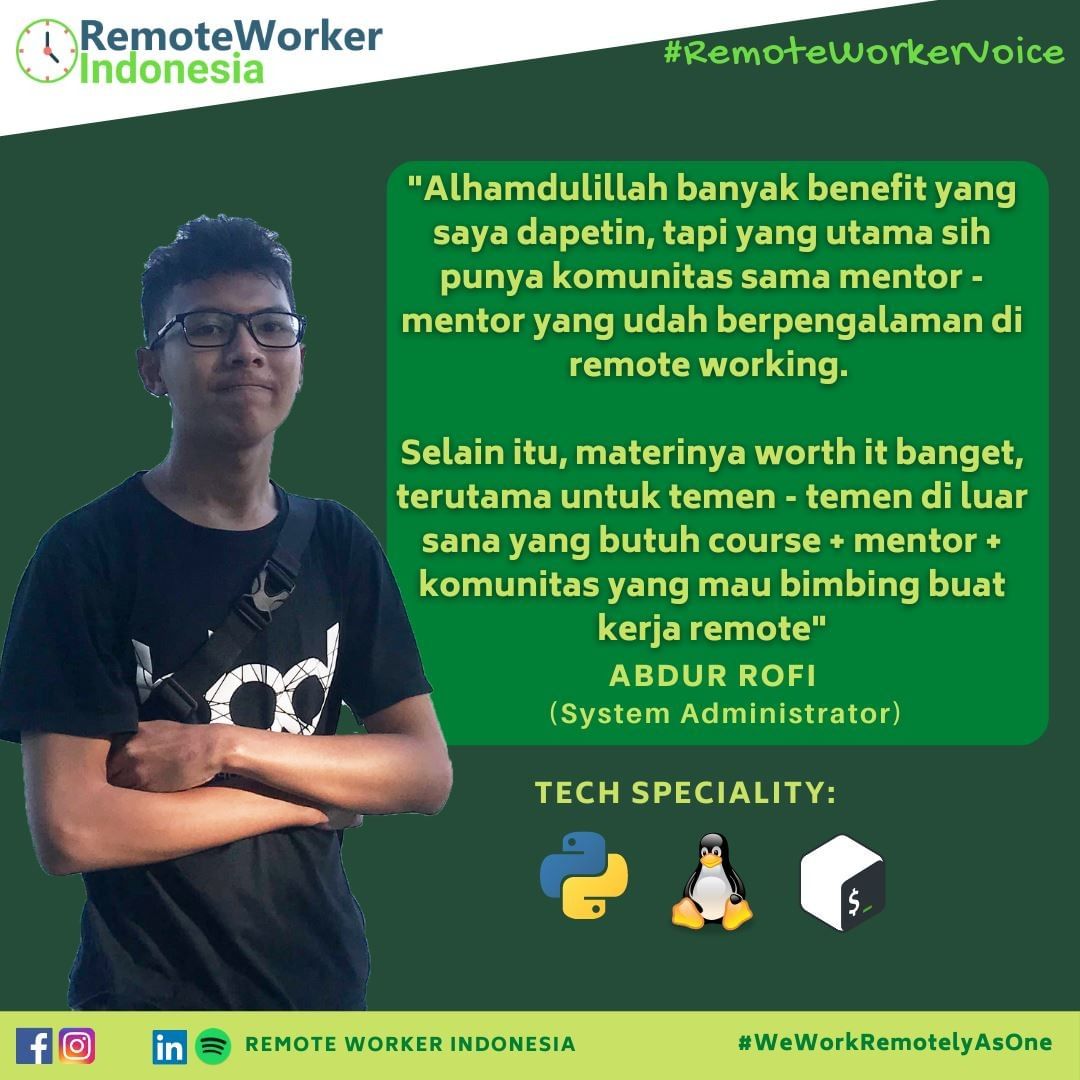 RemoteWorker
Indonesia
#RemoteWorkerVoice
"Alhamdulillah banyak benefit yang
saya dapetin, tapi yang utama sih
punya komunitas sama mentor -
mentor yang udah berpengalaman di
remote working.
Selain itu, materinya worth it banget,
terutama untuk temen - temen di luar
sana yang butuh course + mentor +
komunitas yang mau bimbing buat
kerja remote"
ABDUR ROFI
(System Administrator)
TECH SPECIALITY:
$_
REMOTE WORKER INDONESIA
#WeWorkRemotelyAsOne